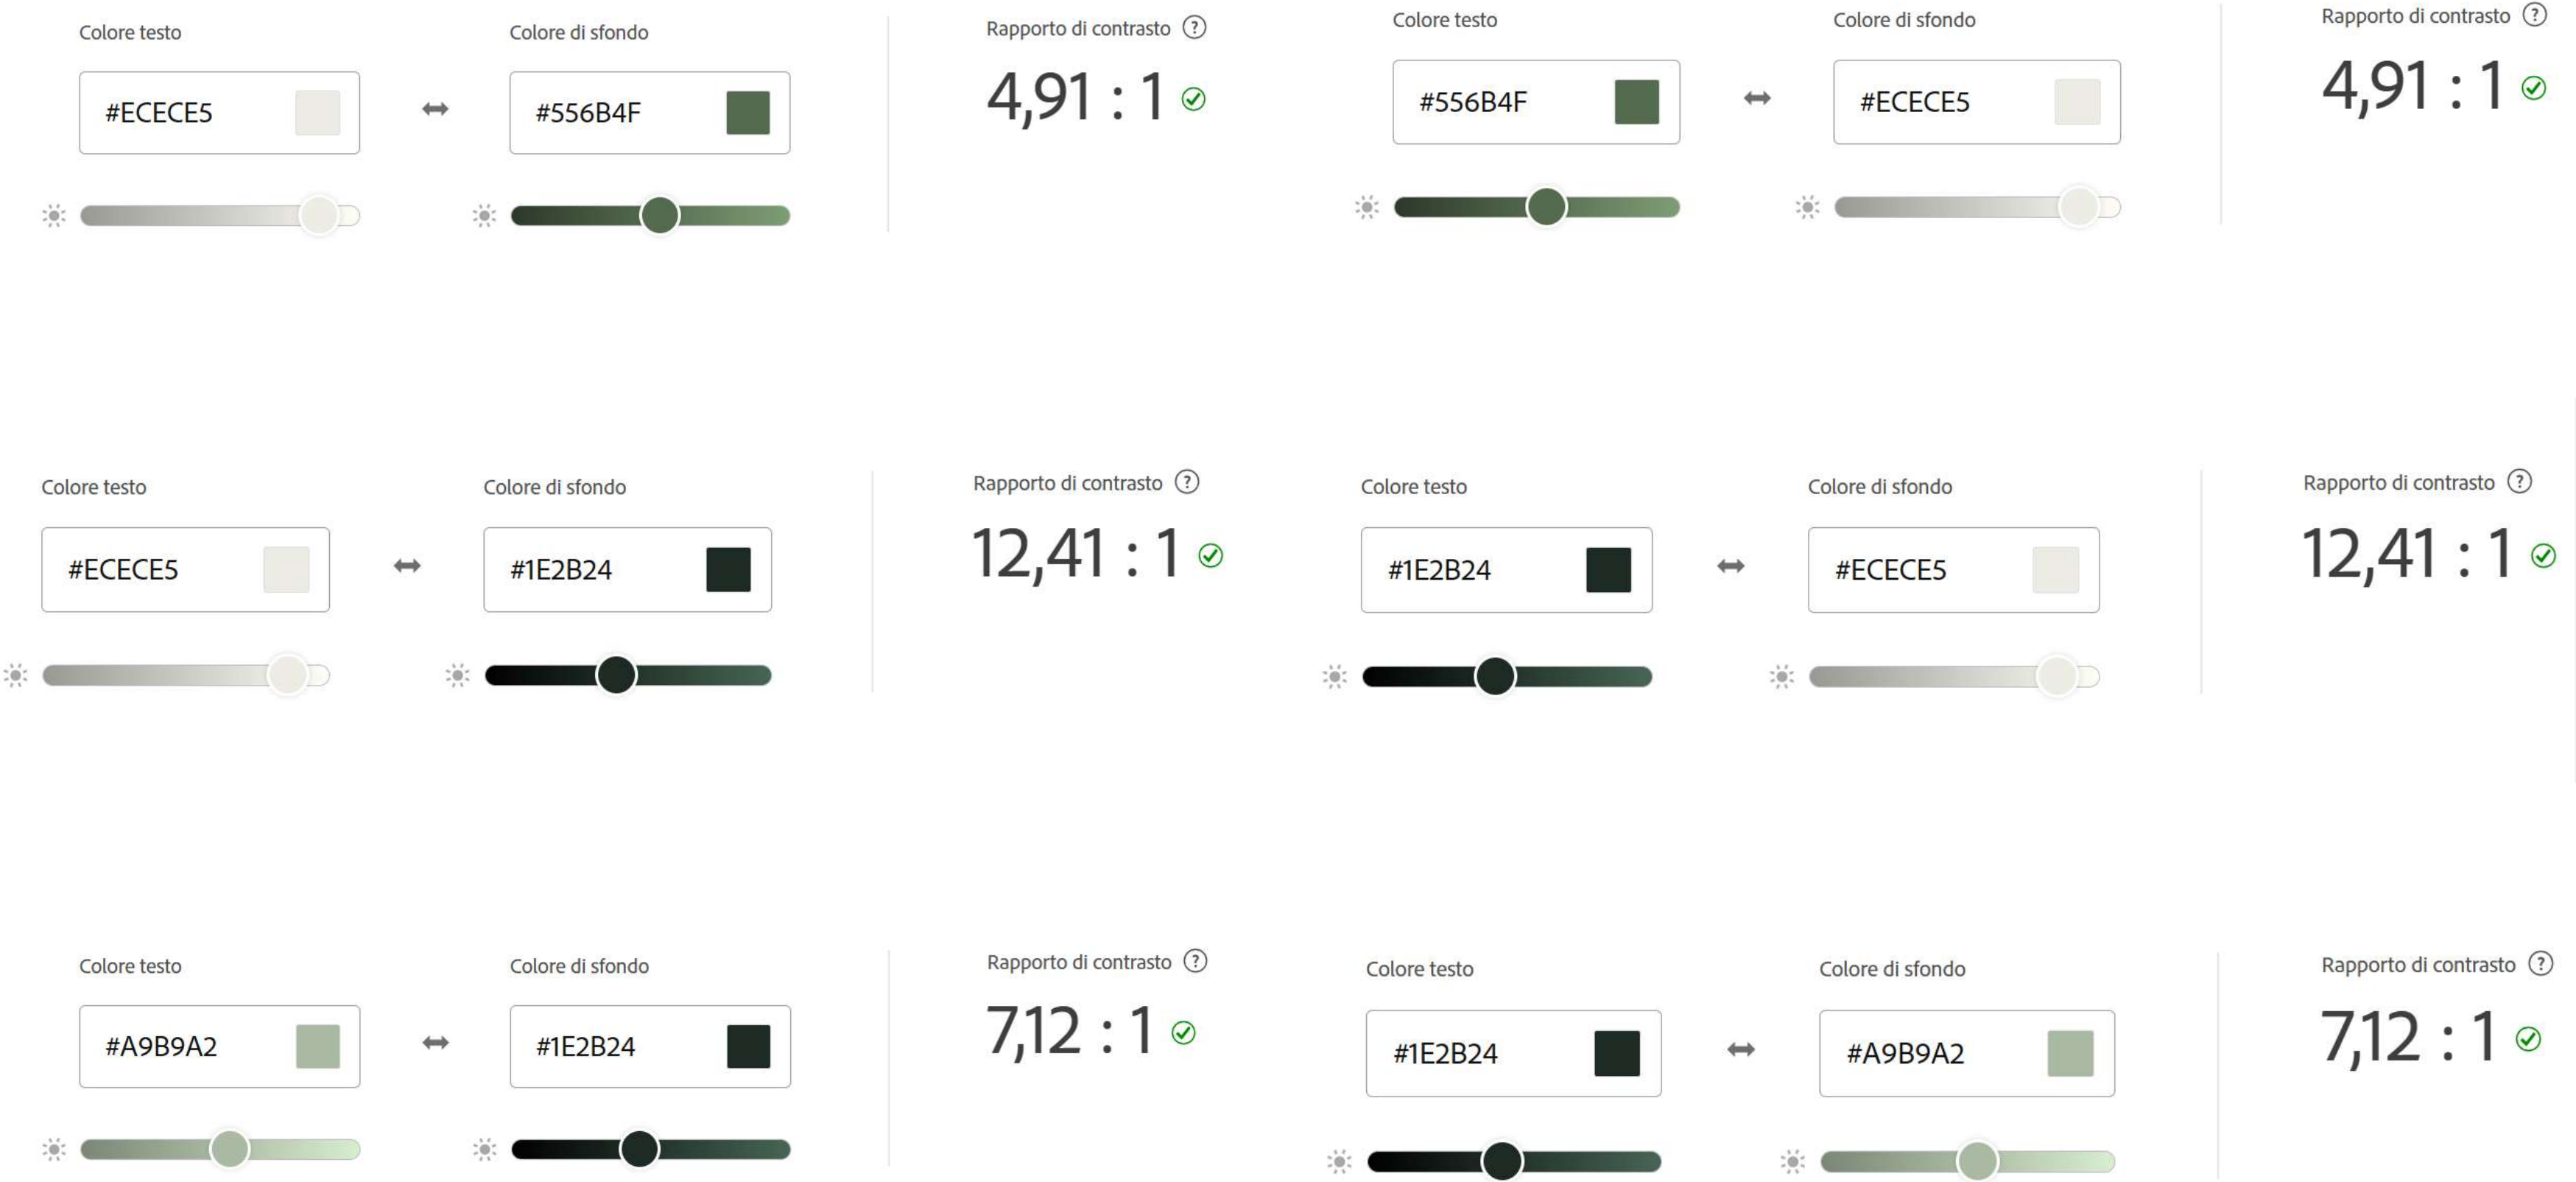 Colore testo
Colore di sfondo
Rapporto di contrasto ?
#ECECE5
#556B4F
4,91 : 1
Colore testo
Colore di sfondo
Rapporto di contrasto ?
#556B4F
#ECECE5
4,91 : 1
Colore testo
Colore di sfondo
Rapporto di contrasto ?
#ECECE5
#1E2B24
12,41 : 1
Colore testo
Colore di sfondo
Rapporto di contrasto ?
#1E2B24
#ECECE5
12,41 : 1
Colore testo
Colore di sfondo
Rapporto di contrasto ?
#A9B9A2
#1E2B24
7,12 : 1
Colore testo
Colore di sfondo
Rapporto di contrasto ?
#1E2B24
#A9B9A2
7,12 : 1